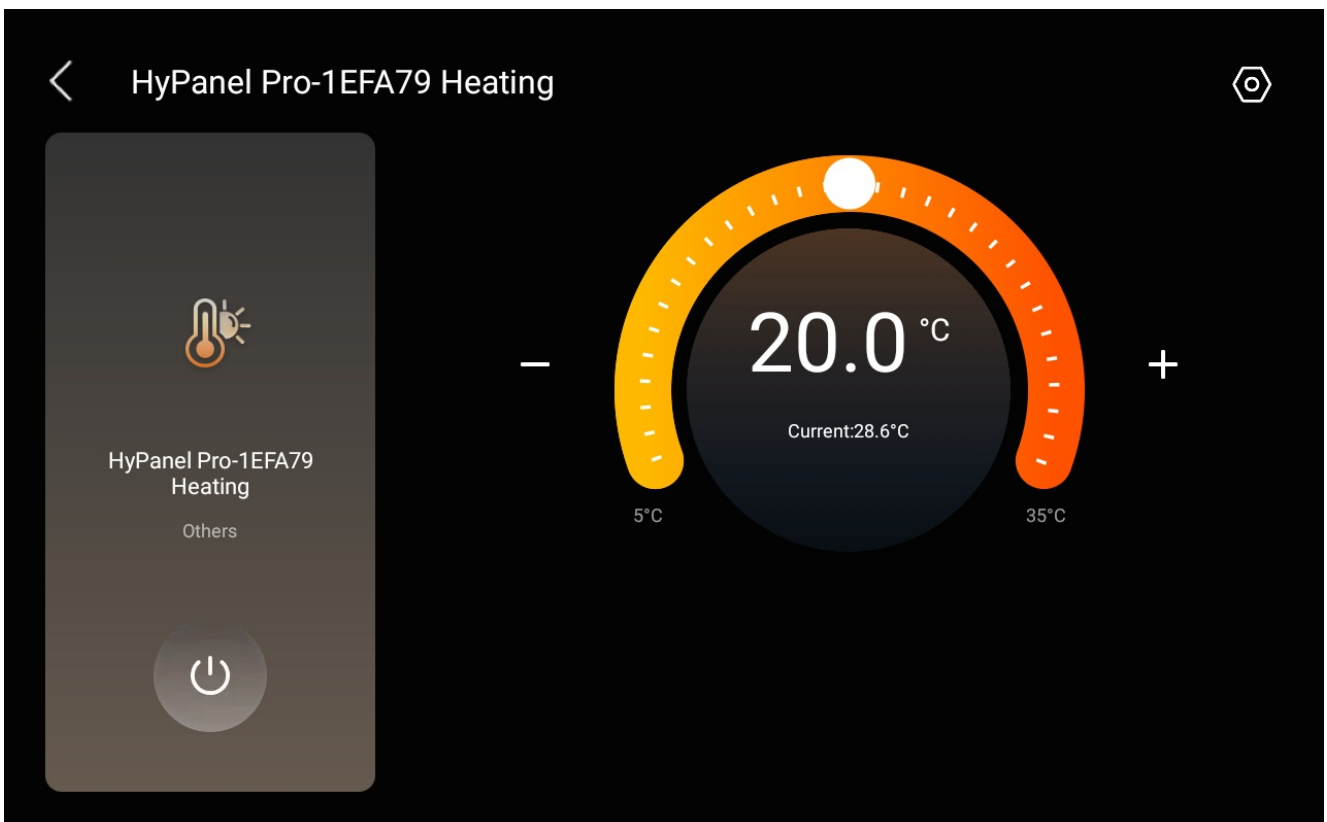 HyPanel Pro-1EFA79 Heating
HyPanel Pro-1EFA79
Heating
Others
20.0 °C
Current:28.6°C
5°C
35°C